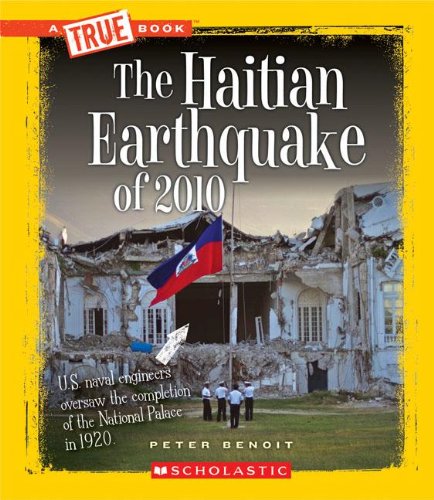 A TRUE BOOK™
The Haitian
Earthquake
of 2010
U.S. naval engineers
oversaw the completion
of the National Palace
in 1920.
PETER BENOIT
SCHOLASTIC